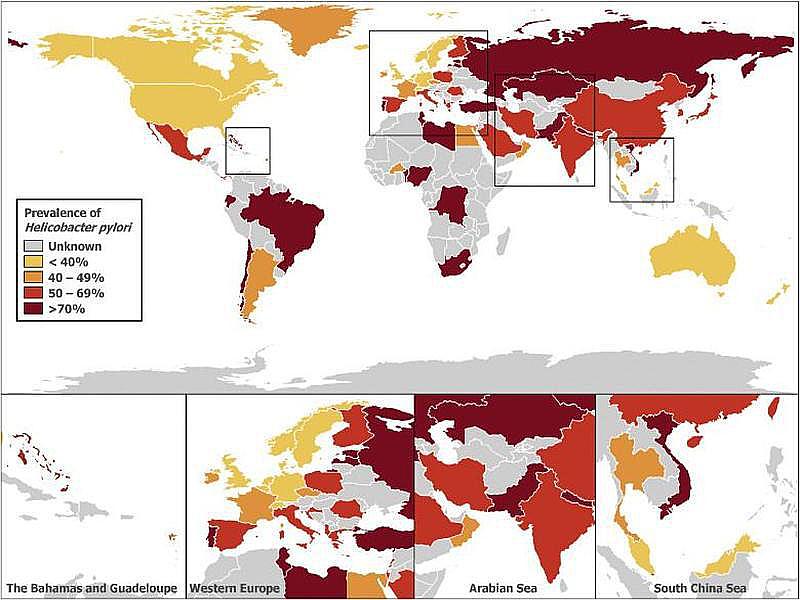 Prevalence of
Helicobacter pylori
Unknown
< 40%
40 – 49%
50 – 69%
>70%
The Bahamas and Guadeloupe
Western Europe
Arabian Sea
South China Sea